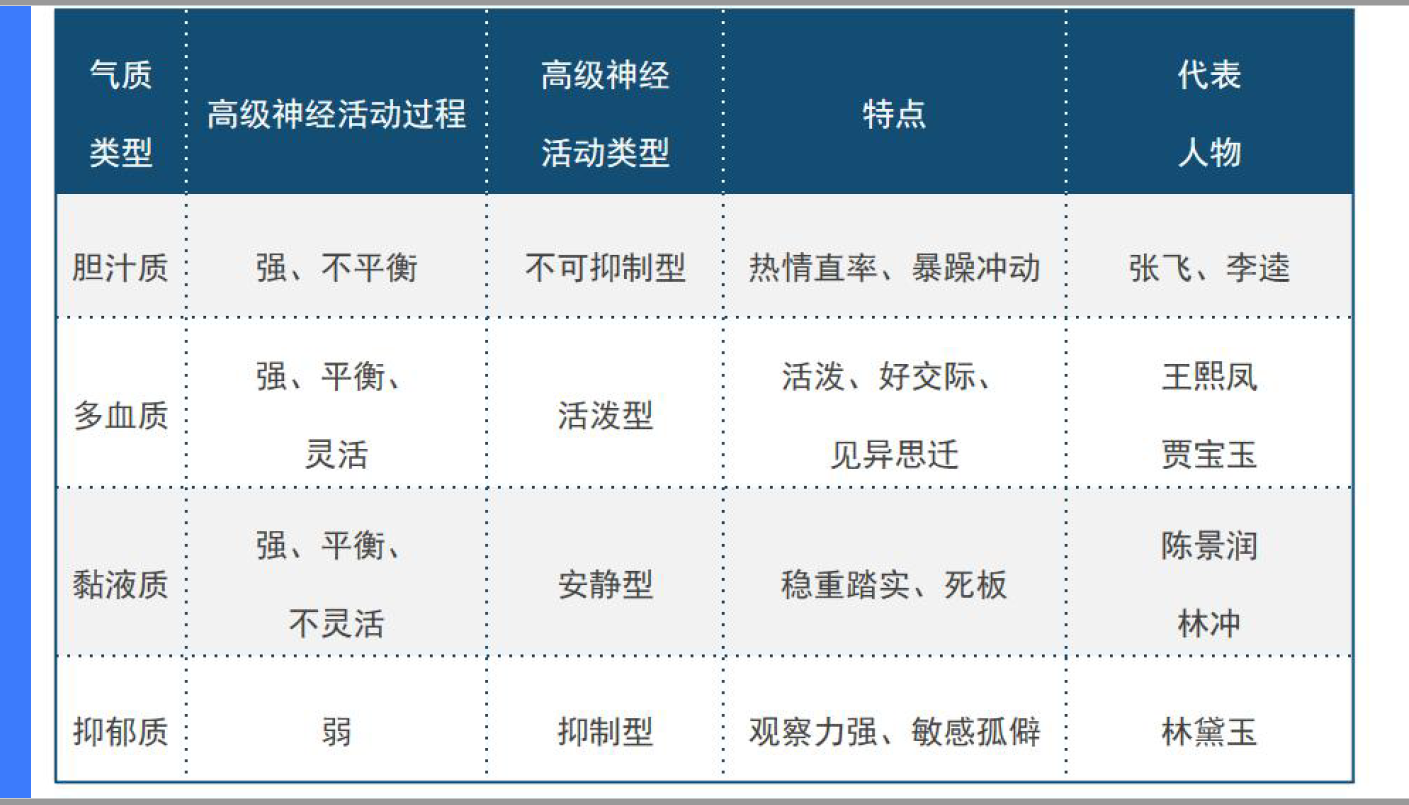 气质
类型
高级神经活动过程
高级神经
活动类型
特点
代表
人物
胆汁质
强、不平衡
不可抑制型
热情直率、暴躁冲动
张飞、李逵
多血质
强、平衡、
灵活
活泼型
活泼、好交际、
见异思迁
王熙凤
贾宝玉
黏液质
强、平衡、
不灵活
安静型
稳重踏实、死板
陈景润
林冲
抑郁质
弱
抑制型
观察力强、敏感孤僻
林黛玉